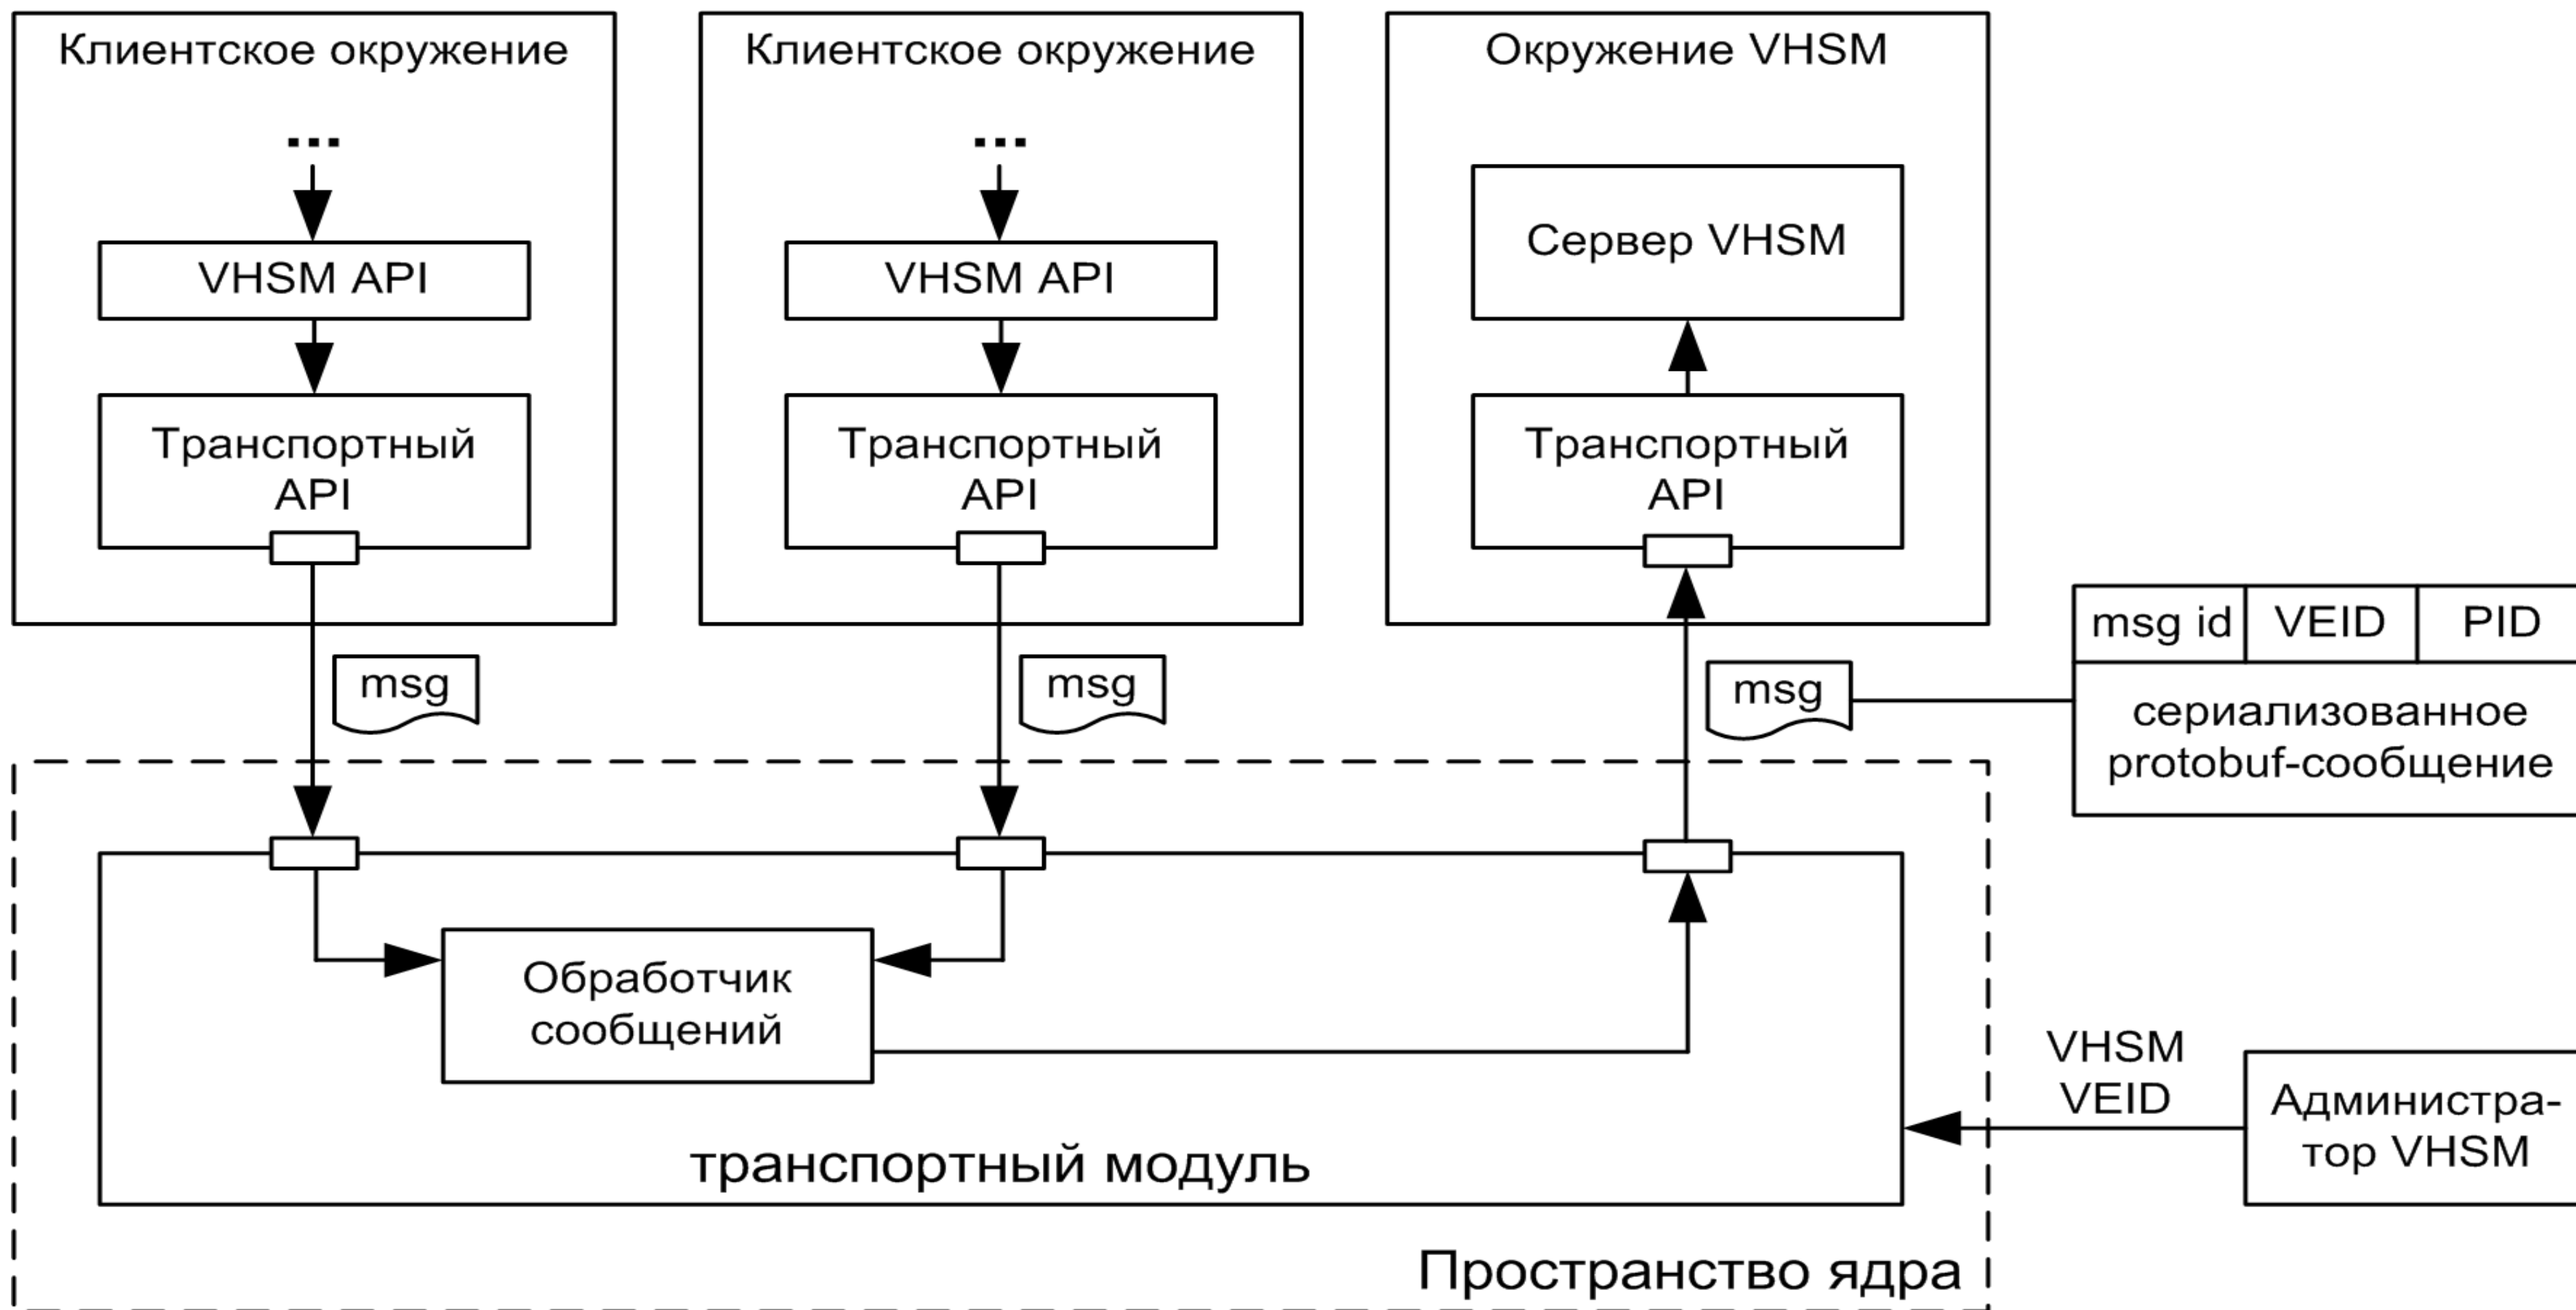 Клиентское окружение
...
VHSM API
Транспортный
API
msg
Клиентское окружение
...
VHSM API
Транспортный
API
msg
Окружение VHSM
Сервер VHSM
Транспортный
API
msg
msg id VEID PID
сериализованное
protobuf-сообщение
Обработчик
сообщений
транспортный модуль
VHSM
VEID
Администра-
тор VHSM
Пространство ядра